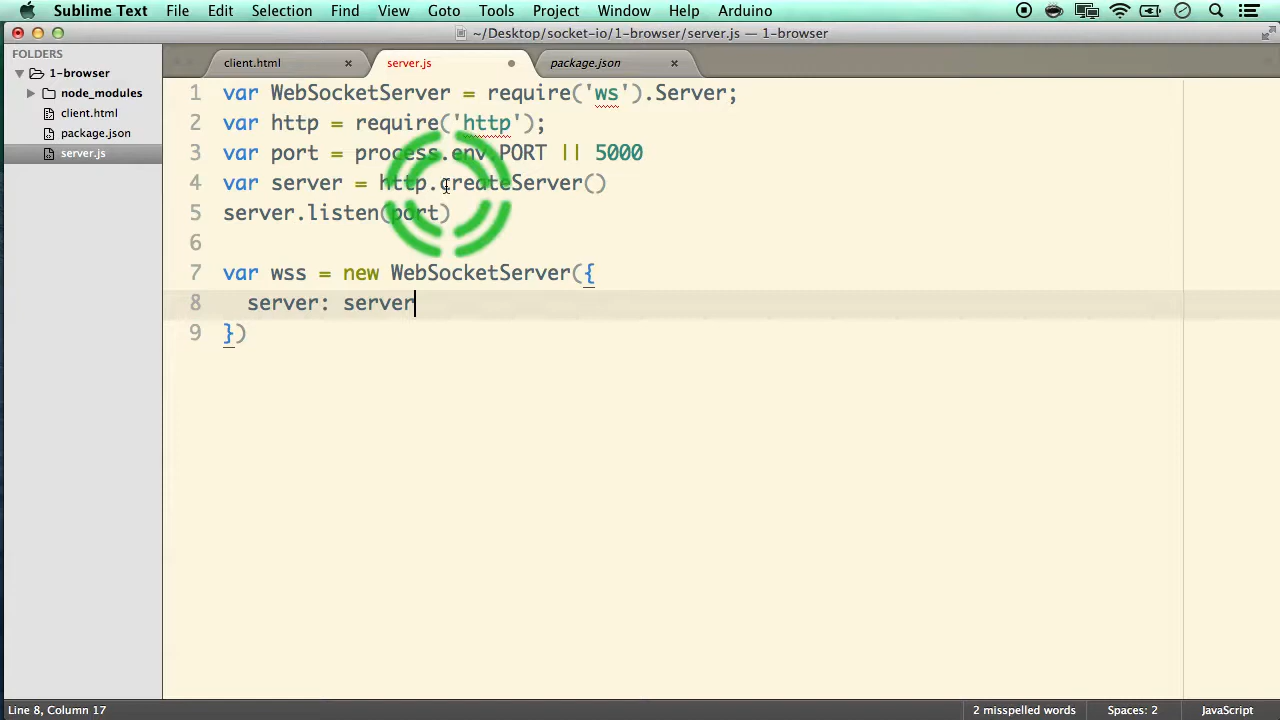 Sublime Text File Edit Selection Find View Goto Tools Project Window Help Arduino
~/Desktop/socket-io/1-browser/server.js — 1-browser
FOLDERS
1-browser
node_modules
client.html
package.json
server.js
client.html × server.js package.json ×
1 var WebSocketServer = require('ws').Server;
2 var http = require('http');
3 var port = process.env.PORT || 5000
4 var server = http.createServer()
5 server.listen(port)
6
7 var wss = new WebSocketServer({
8 server: server
9 })
Line 8, Column 17 2 misspelled words Spaces: 2 JavaScript